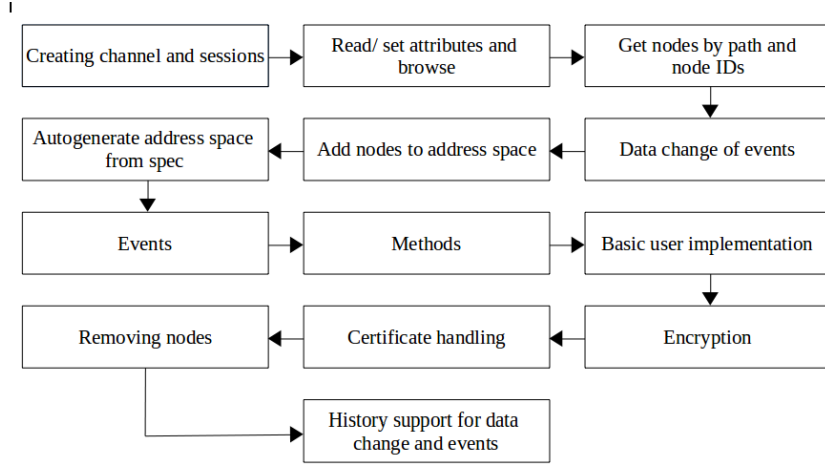 Creating channel and sessions
Read/ set attributes and
browse
Get nodes by path and
node IDs
Autogenerate address space
from spec
Add nodes to address space
Data change of events
Events
Methods
Basic user implementation
Removing nodes
Certificate handling
Encryption
History support for data
change and events